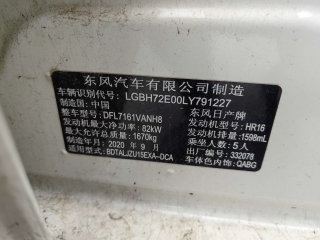 东风汽车有限公司制造
车辆识别代号: LGBH72E00LY791227
制造国: 中国 东风日产牌
整车型号: DFL7161VANH8 发动机型号: HR16
发动机最大净功率: 82kW 发动机排量: 1598mL
最大允许总质量: 1670kg 乘坐人数: 5人
制造年月: 2020 年 9 月 出厂编号: 332078
适用型式: BDTALJZU15EXA-DCA 车体色内饰: QABG